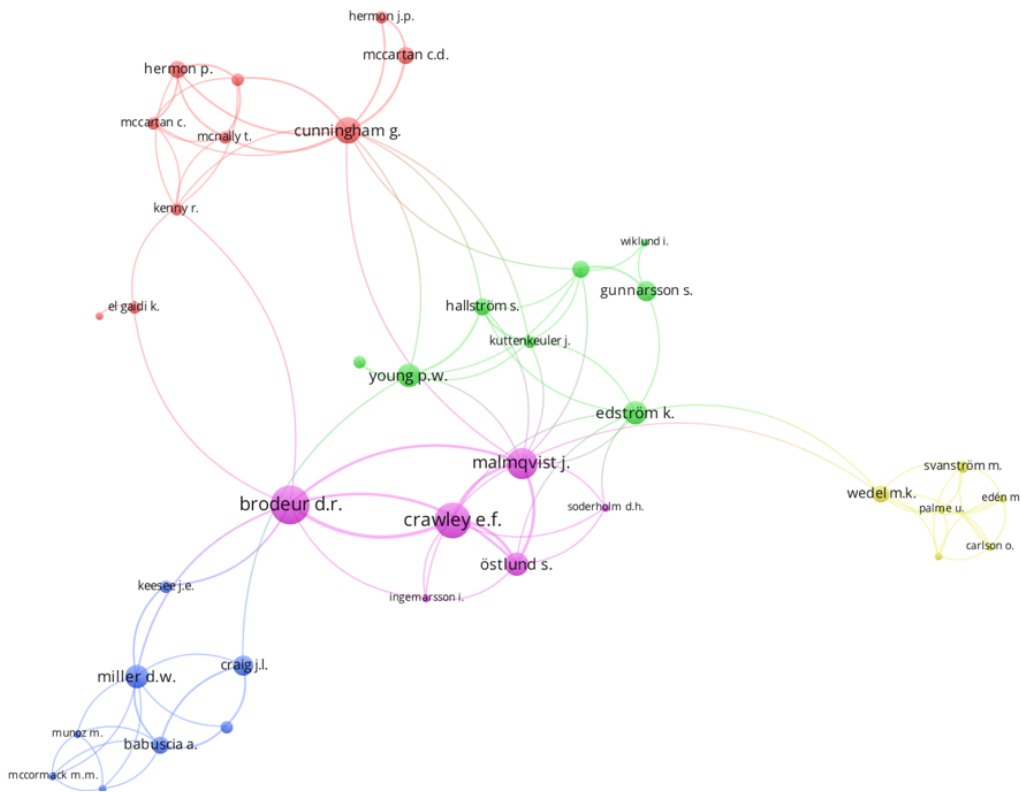 hermon j.p.
mccartan c.d.
hermon p.
mccartan c.
mcnally t.
cunningham g.
kenny r.
wiklund i.
gunnarsson s.
el gaidi k.
hallström s.
kuttenkeuler j.
young p.w.
edström k.
malmqvist j.
svanström m.
wedel m.k.
edén m
palme u.
brodeur d.r.
crawley e.f.
soderholm d.h.
carlson o.
östlund s.
keesee j.e.
ingemarsson i.
craig j.l.
miller d.w.
munoz m.
babuscia a.
mccormack m.m.